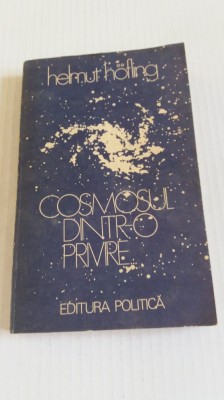 helmut höfling
COSMOSUL
DINTR-O
PRIVIRE...
EDITURA POLITICĂ